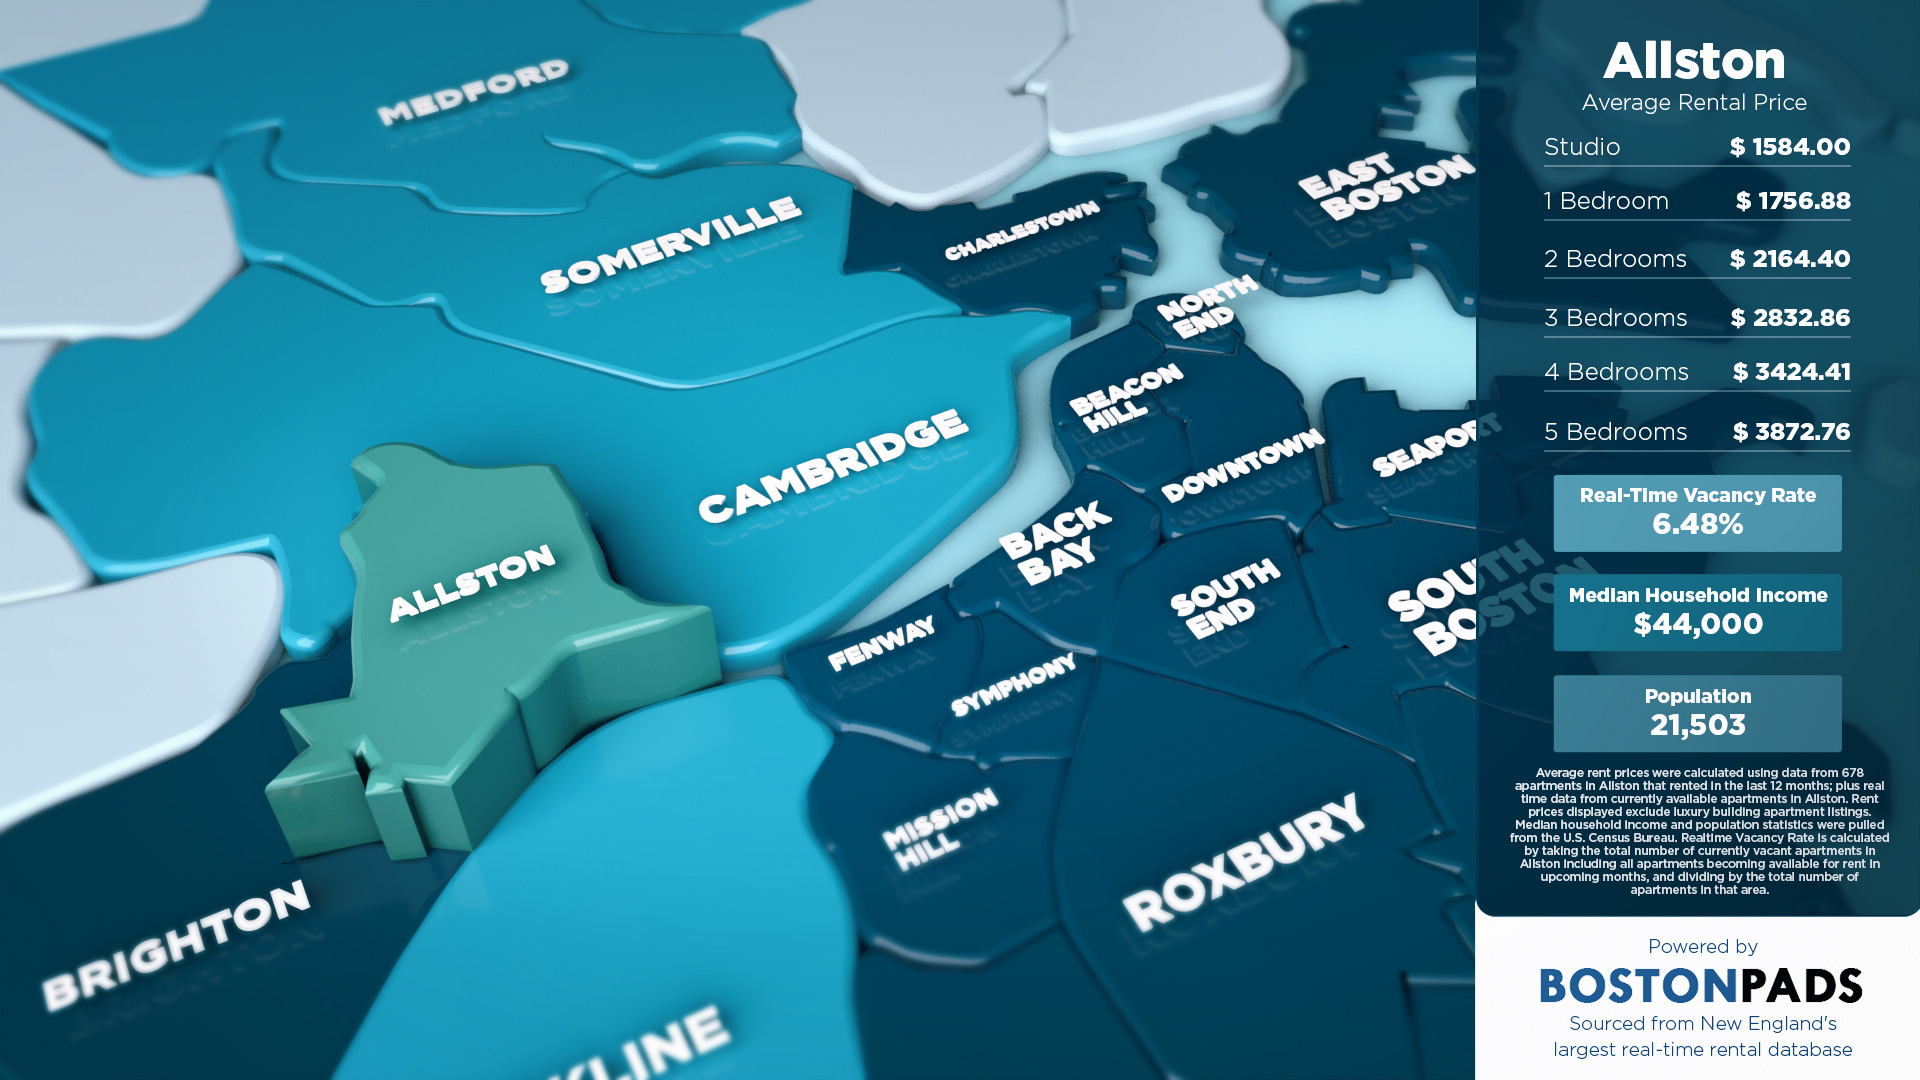 MEDFORD
SOMERVILLE
CHARLESTOWN
EAST
BOSTON
NORTH
END
BEACON
HILL
CAMBRIDGE
DOWNTOWN
SEAPORT
ALLSTON
BACK
BAY
SOUTH
END
SOUTH
BOSTON
FENWAY
SYMPHONY
MISSION
HILL
ROXBURY
BRIGHTON
KLINE
Allston
Average Rental Price
Studio $ 1584.00
1 Bedroom $ 1756.88
2 Bedrooms $ 2164.40
3 Bedrooms $ 2832.86
4 Bedrooms $ 3424.41
5 Bedrooms $ 3872.76
Real-Time Vacancy Rate
6.48%
Median Household Income
$44,000
Population
21,503
Average rent prices were calculated using data from 678
apartments in Allston that rented in the last 12 months; plus real
time data from currently available apartments in Allston. Rent
prices displayed exclude luxury building apartment listings.
Median household income and population statistics were pulled
from the U.S. Census Bureau. Realtime Vacancy Rate is calculated
by taking the total number of currently vacant apartments in
Allston including all apartments becoming available for rent in
upcoming months, and dividing by the total number of
apartments in that area.
Powered by
BOSTONPADS
Sourced from New England's
largest real-time rental database